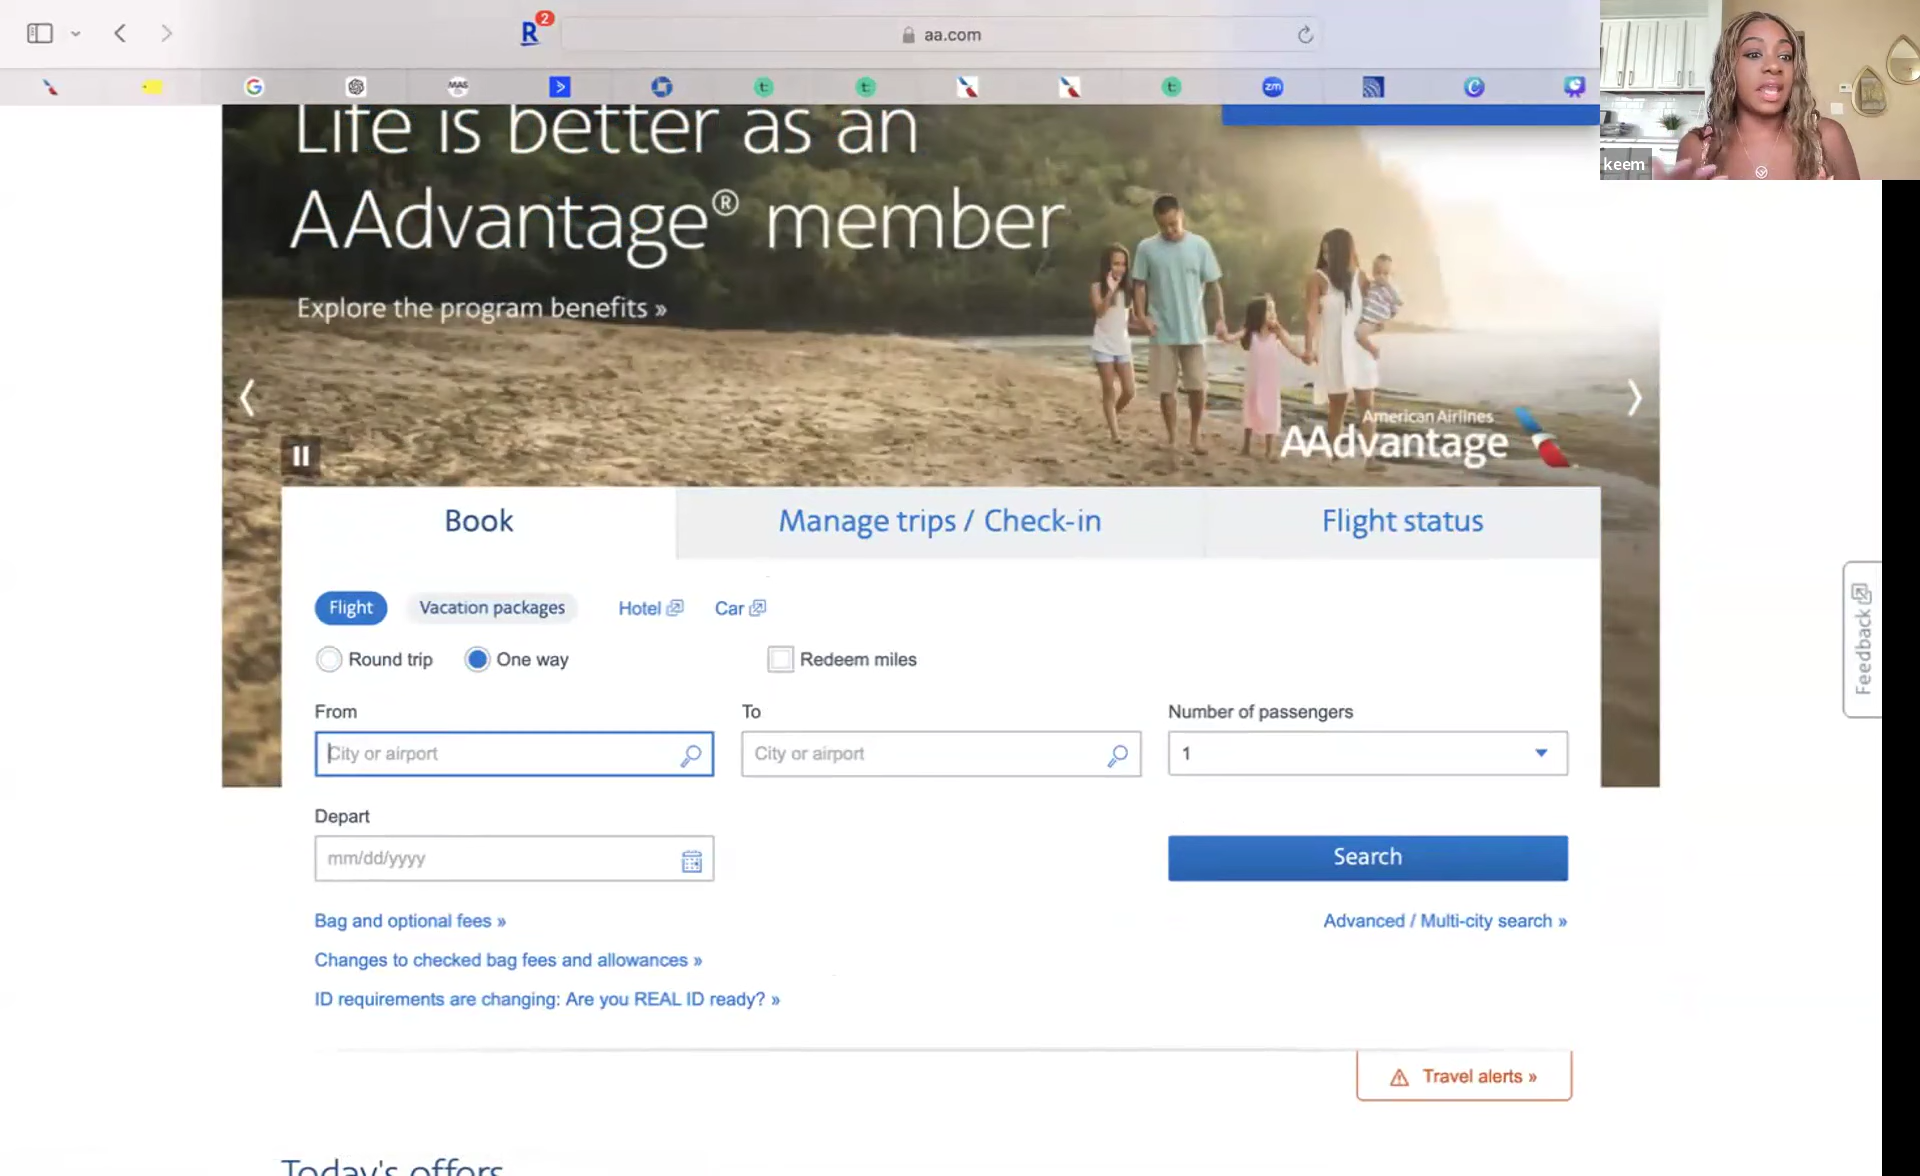 R 2
aa.com
MAS
zm
keem
Life is better as an
AAdvantage® member
Explore the program benefits »
American Airlines
AAdvantage
Book
Manage trips / Check-in
Flight status
Flight
Vacation packages
Hotel
Car
Round trip
One way
Redeem miles
From
To
Number of passengers
City or airport
City or airport
1
Depart
mm/dd/yyyy
Search
Bag and optional fees »
Advanced / Multi-city search »
Changes to checked bag fees and allowances »
ID requirements are changing: Are you REAL ID ready? »
Feedback
Travel alerts »
Today's offers